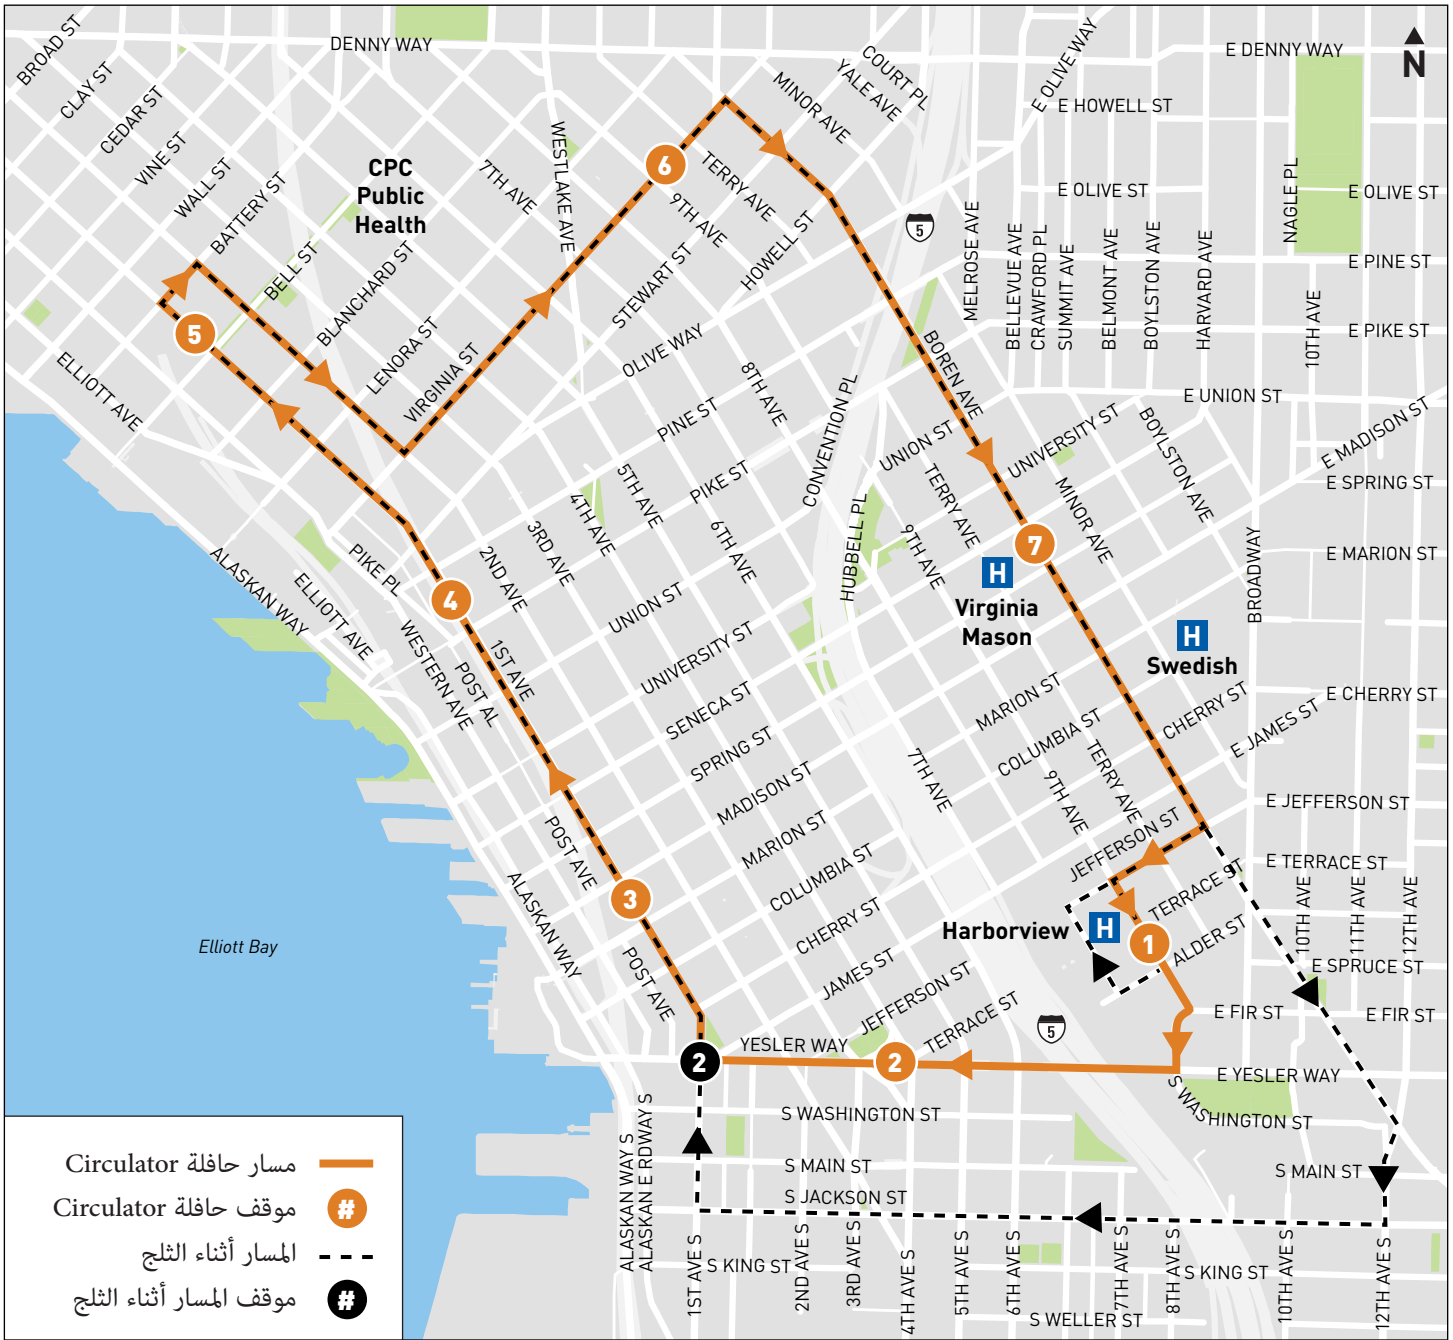 BROAD ST
DENNY WAY
COURT PL
YALE AVE
MINOR AVE
E OLIVE WAY
E DENNY WAY
N
CLAY ST
CEDAR ST
VINE ST
WALL ST
BATTERY ST
CPC
Public
Health
7TH AVE
WESTLAKE AVE
6
TERRY AVE
9TH AVE
E HOWELL ST
E OLIVE ST
NAGLE PL
E OLIVE ST
5
HOWELL ST
STEWART ST
MELROSE AVE
BELLEVUE AVE
CRAWFORD PL
SUMMIT AVE
BELMONT AVE
BOYLSTON AVE
HARVARD AVE
E PINE ST
BELL ST
BLANCHARD ST
5
LENORA ST
VIRGINIA ST
OLIVE WAY
BOREN AVE
10TH AVE
E PIKE ST
ELLIOTT AVE
8TH AVE
PINE ST
CONVENTION PL
UNION ST
UNIVERSITY ST
BOYLSTON AVE
E UNION ST
E MADISON ST
PIKE ST
5TH AVE
4TH AVE
3RD AVE
6TH AVE
2ND AVE
HUBBELL PL
TERRY AVE
9TH AVE
MINOR AVE
E SPRING ST
7
H
Virginia
Mason
BROADWAY
E MARION ST
ALASKAN WAY
ELLIOTT AVE
PIKE PL
4
UNION ST
WESTERN AVE
POST AL
1ST AVE
UNIVERSITY ST
H
Swedish
SENECA ST
SPRING ST
MARION ST
COLUMBIA ST
CHERRY ST
E JAMES ST
E CHERRY ST
MADISON ST
7TH AVE
9TH AVE
TERRY AVE
E JEFFERSON ST
MARION ST
JEFFERSON ST
POST AVE
COLUMBIA ST
E TERRACE ST
TERRACE ST
3
ALASKAN WAY
CHERRY ST
Harborview
H
1
ALDER ST
10TH AVE
11TH AVE
12TH AVE
Elliott Bay
POST AVE
JAMES ST
JEFFERSON ST
E SPRUCE ST
TERRACE ST
5
E FIR ST
E FIR ST
2
YESLER WAY
2
E YESLER WAY
S WASHINGTON ST
S WASHINGTON ST
ALASKAN WAY S
ALASKAN E RDWAY S
S MAIN ST
S MAIN ST
S JACKSON ST
1ST AVE S
S KING ST
2ND AVE S
3RD AVE S
4TH AVE S
5TH AVE S
6TH AVE S
7TH AVE S
8TH AVE S
S KING ST
10TH AVE S
12TH AVE S
S WELLER ST
مسار حافلة Circulator
# موقف حافلة Circulator
المسار أثناء الثلج
# موقف المسار أثناء الثلج